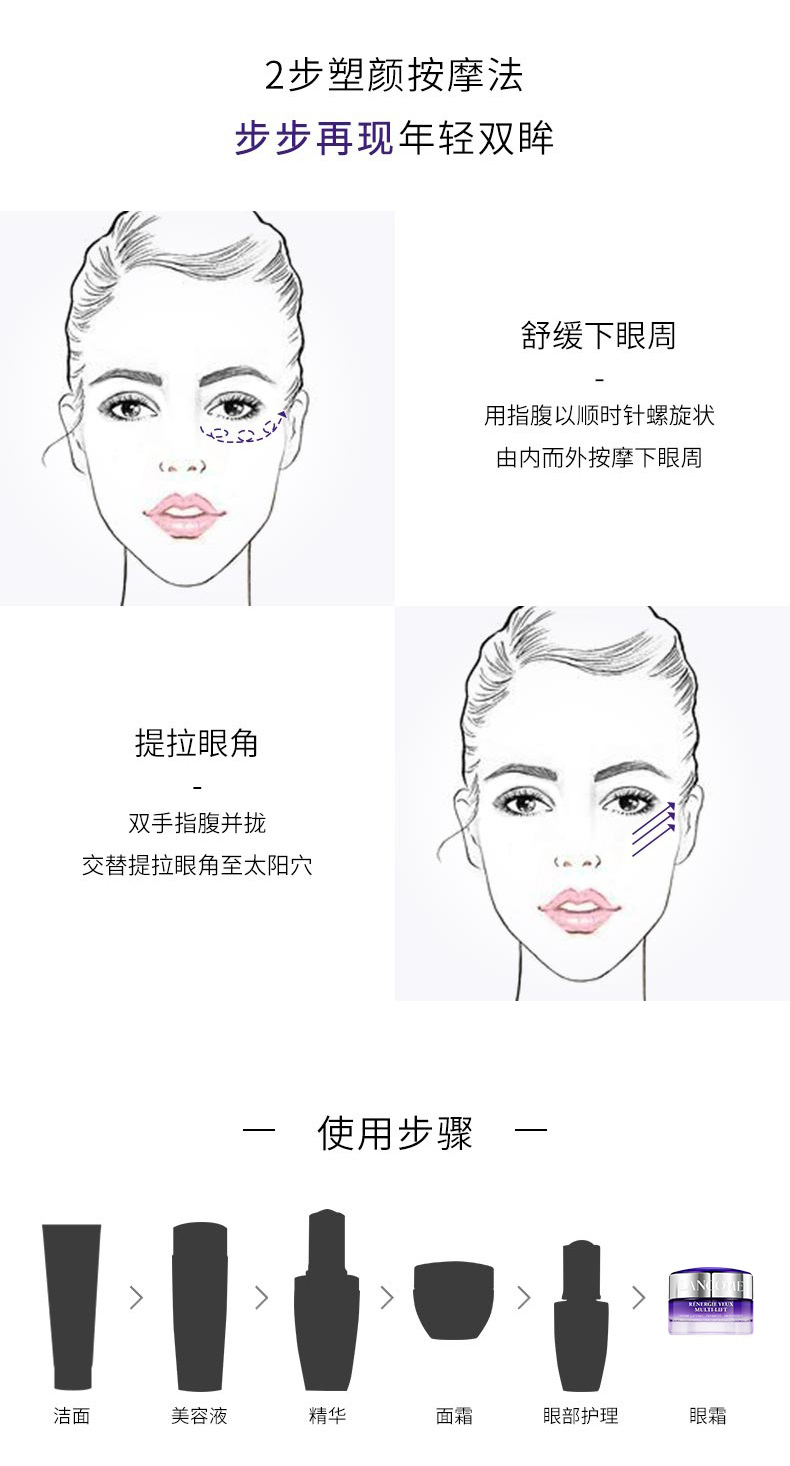 2步塑颜按摩法
步步再现年轻双眸
舒缓下眼周
-
用指腹以顺时针螺旋状
由内而外按摩下眼周
提拉眼角
-
双手指腹并拢
交替提拉眼角至太阳穴
使用步骤
LANCÔME
RÉNERGIE YEUX
MULTI-LIFT
洁面
美容液
精华
面霜
眼部护理
眼霜